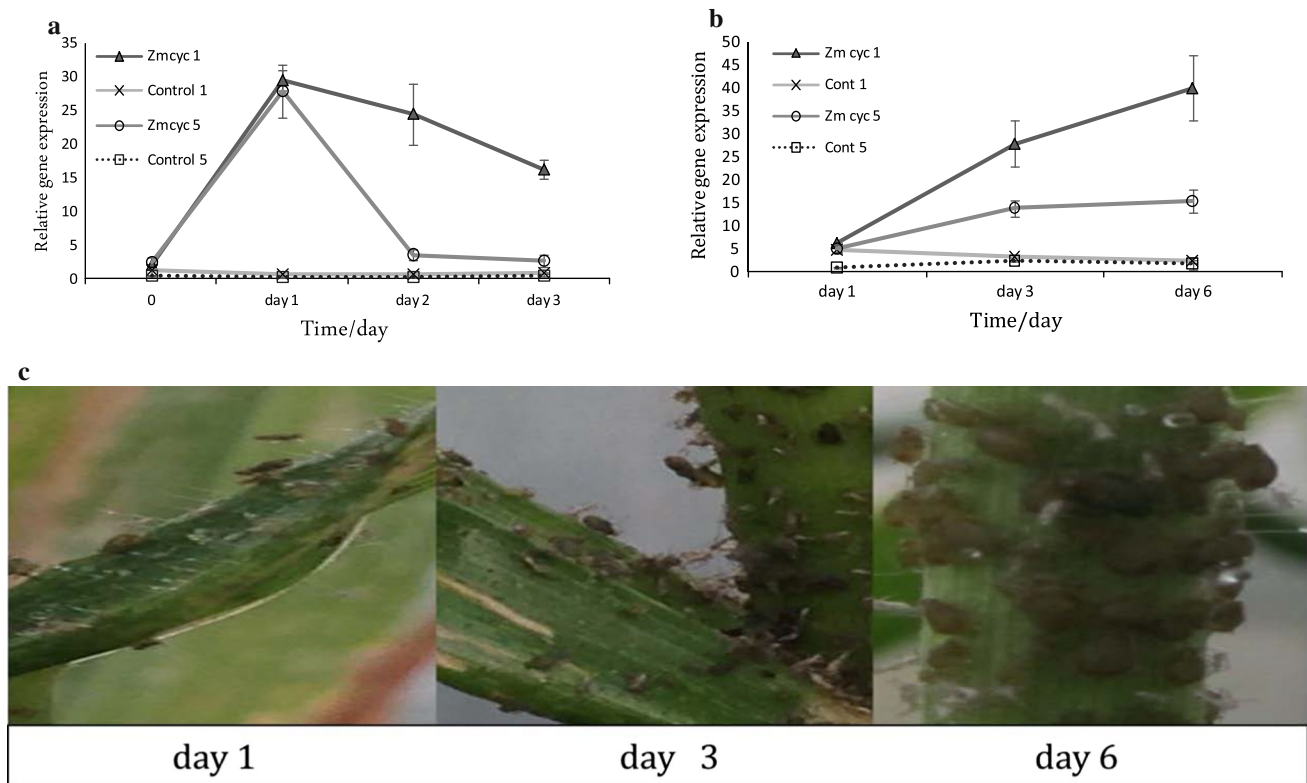 a
35
30
25
20
15
10
5
0
Relative gene expression
Zmcyc 1
Control 1
Zmcyc 5
Control 5
0 day 1 day 2 day 3
Time/day
b
50
45
40
35
30
25
20
15
10
5
0
Relative gene expression
Zm cyc 1
Cont 1
Zm cyc 5
Cont 5
day 1 day 3 day 6
Time/day
c
day 1 day 3 day 6